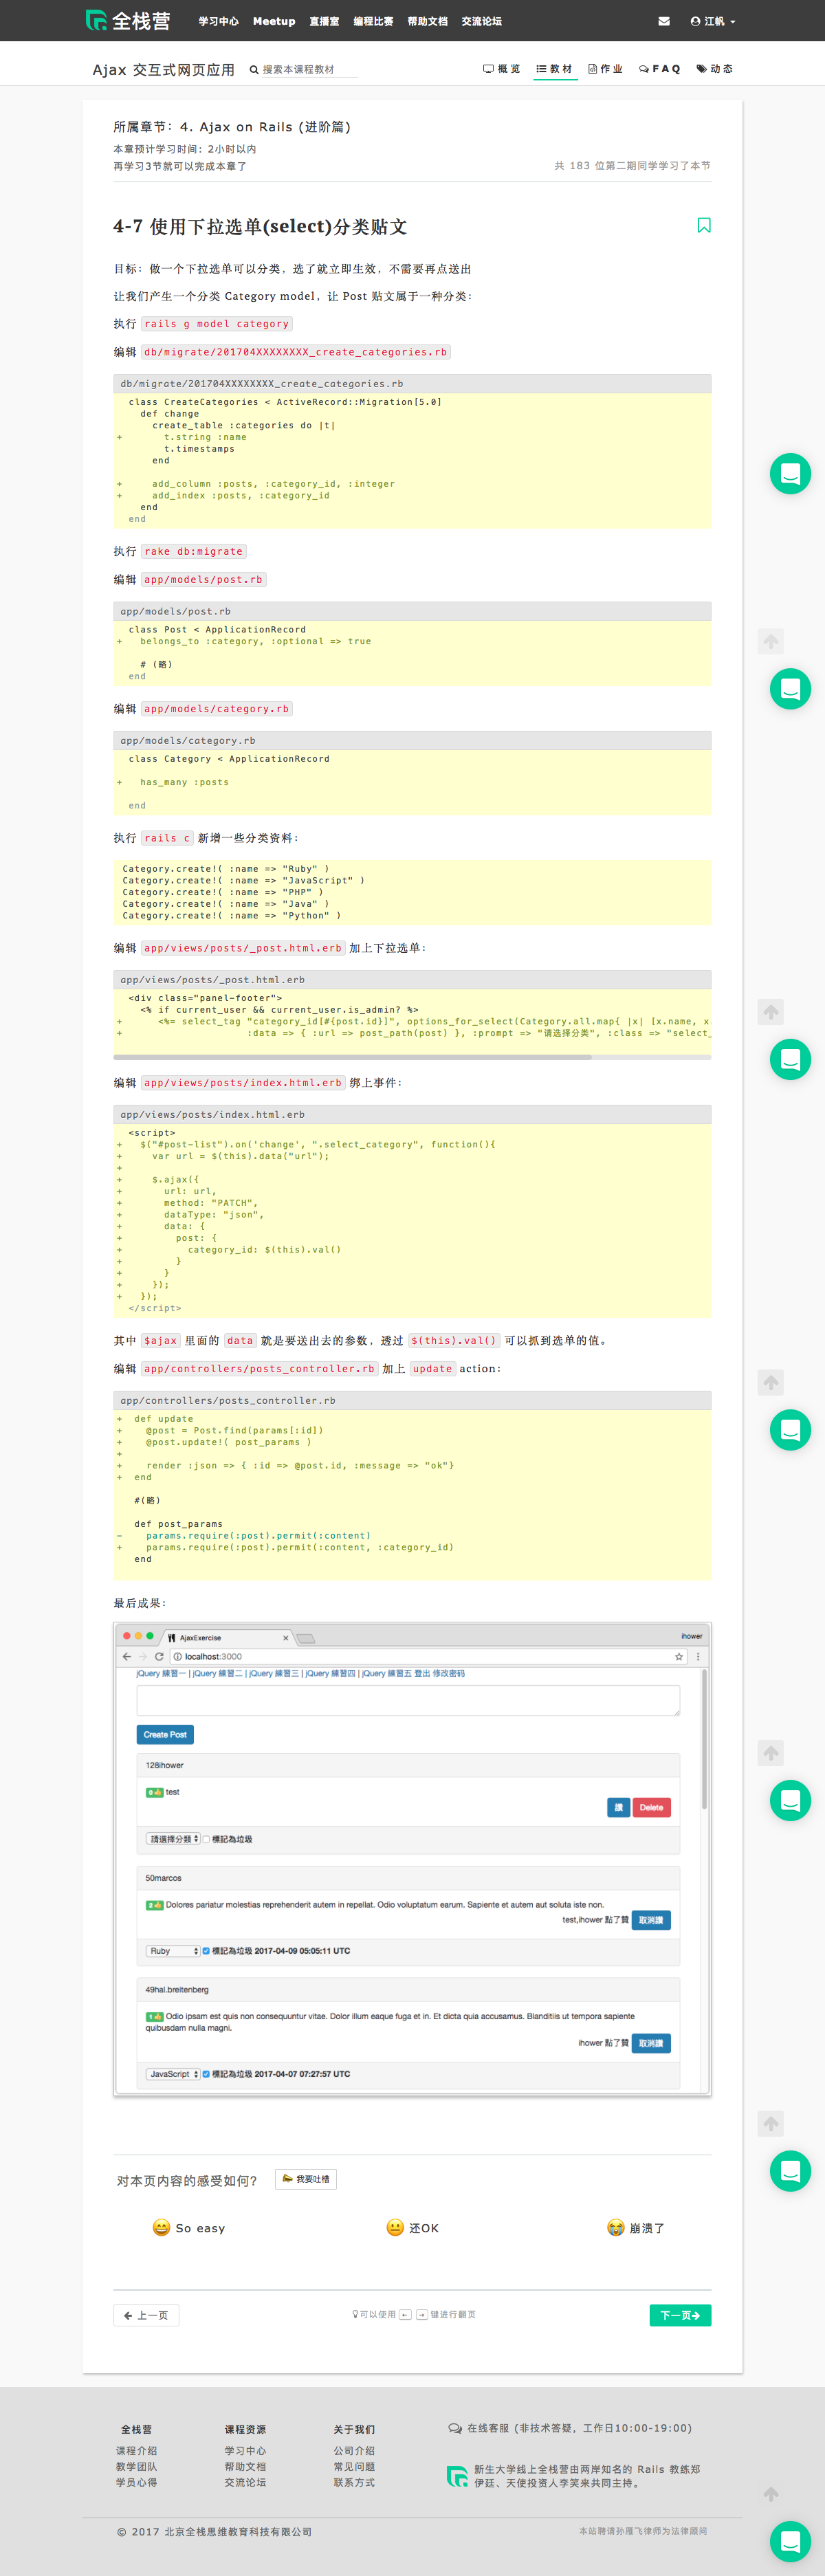 全栈营
学习中心 Meetup 直播室 编程比赛 帮助文档 交流论坛
江帆
Ajax 交互式网页应用
搜索本课程教材
概览 教材 作业 FAQ 动态
所属章节：4. Ajax on Rails (进阶篇)
本章预计学习时间：2小时以内
再学习3节就可以完成本章了
共 183 位第二期同学学习了本节
4-7 使用下拉选单(select)分类贴文
目标：做一个下拉选单可以分类，选了就立即生效，不需要再点送出
让我们产生一个分类 Category model，让 Post 贴文属于一种分类：
执行 rails g model category
编辑 db/migrate/201704XXXXXXXX_create_categories.rb
db/migrate/201704XXXXXXXX_create_categories.rb
class CreateCategories < ActiveRecord::Migration[5.0]
def change
create_table :categories do |t|
+ t.string :name
t.timestamps
end
+ add_column :posts, :category_id, :integer
+ add_index :posts, :category_id
end
end
执行 rake db:migrate
编辑 app/models/post.rb
app/models/post.rb
class Post < ApplicationRecord
+ belongs_to :category, :optional => true
# (略)
end
编辑 app/models/category.rb
app/models/category.rb
class Category < ApplicationRecord
+ has_many :posts
end
执行 rails c 新增一些分类资料：
Category.create!( :name => "Ruby" )
Category.create!( :name => "JavaScript" )
Category.create!( :name => "PHP" )
Category.create!( :name => "Java" )
Category.create!( :name => "Python" )
编辑 app/views/posts/_post.html.erb 加上下拉选单：
app/views/posts/_post.html.erb
<div class="panel-footer">
<% if current_user && current_user.is_admin? %>
+ <%= select_tag "category_id[#{post.id}]", options_for_select(Category.all.map{ |x| [x.name, x.
+ :data => { :url => post_path(post) }, :prompt => "请选择分类", :class => "select_
编辑 app/views/posts/index.html.erb 绑上事件：
app/views/posts/index.html.erb
<script>
+ $("#post-list").on('change', ".select_category", function(){
+ var url = $(this).data("url");
+
+ $.ajax({
+ url: url,
+ method: "PATCH",
+ dataType: "json",
+ data: {
+ post: {
+ category_id: $(this).val()
+ }
+ }
+ });
+ });
</script>
其中 $ajax 里面的 data 就是要送出去的参数，透过 $(this).val() 可以抓到选单的值。
编辑 app/controllers/posts_controller.rb 加上 update action：
app/controllers/posts_controller.rb
+ def update
+ @post = Post.find(params[:id])
+ @post.update!( post_params )
+
+ render :json => { :id => @post.id, :message => "ok"}
+ end
#(略)
def post_params
- params.require(:post).permit(:content)
+ params.require(:post).permit(:content, :category_id)
end
最后成果：
AjaxExercise
ihower
localhost:3000
jQuery 練習一 | jQuery 練習二 | jQuery 練習三 | jQuery 練習四 | jQuery 練習五 登出 修改密码
Create Post
128ihower
0 👍 test
讚 Delete
請選擇分類 標記為垃圾
50marcos
2 👍 Dolores pariatur molestias reprehenderit autem in repellat. Odio voluptatum earum. Sapiente et autem aut soluta iste non.
test,ihower 點了贊 取消讚
Ruby 標記為垃圾 2017-04-09 05:05:11 UTC
49hal.breitenberg
1 👍 Odio ipsam est quis non consequuntur vitae. Dolor illum eaque fuga et in. Et dicta quia accusamus. Blanditiis ut tempora sapiente
quibusdam nulla magni.
ihower 點了贊 取消讚
JavaScript 標記為垃圾 2017-04-07 07:27:57 UTC
对本页内容的感受如何？ 我要吐槽
So easy 还OK 崩溃了
上一页
可以使用 ← → 键进行翻页
下一页
全栈营 课程资源 关于我们
课程介绍 学习中心 公司介绍
教学团队 帮助文档 常见问题
学员心得 交流论坛 联系方式
在线客服 (非技术答疑，工作日10:00-19:00)
新生大学线上全栈营由两岸知名的 Rails 教练郑
伊廷、天使投资人李笑来共同主持。
© 2017 北京全栈思维教育科技有限公司
本站聘请孙雁飞律师为法律顾问